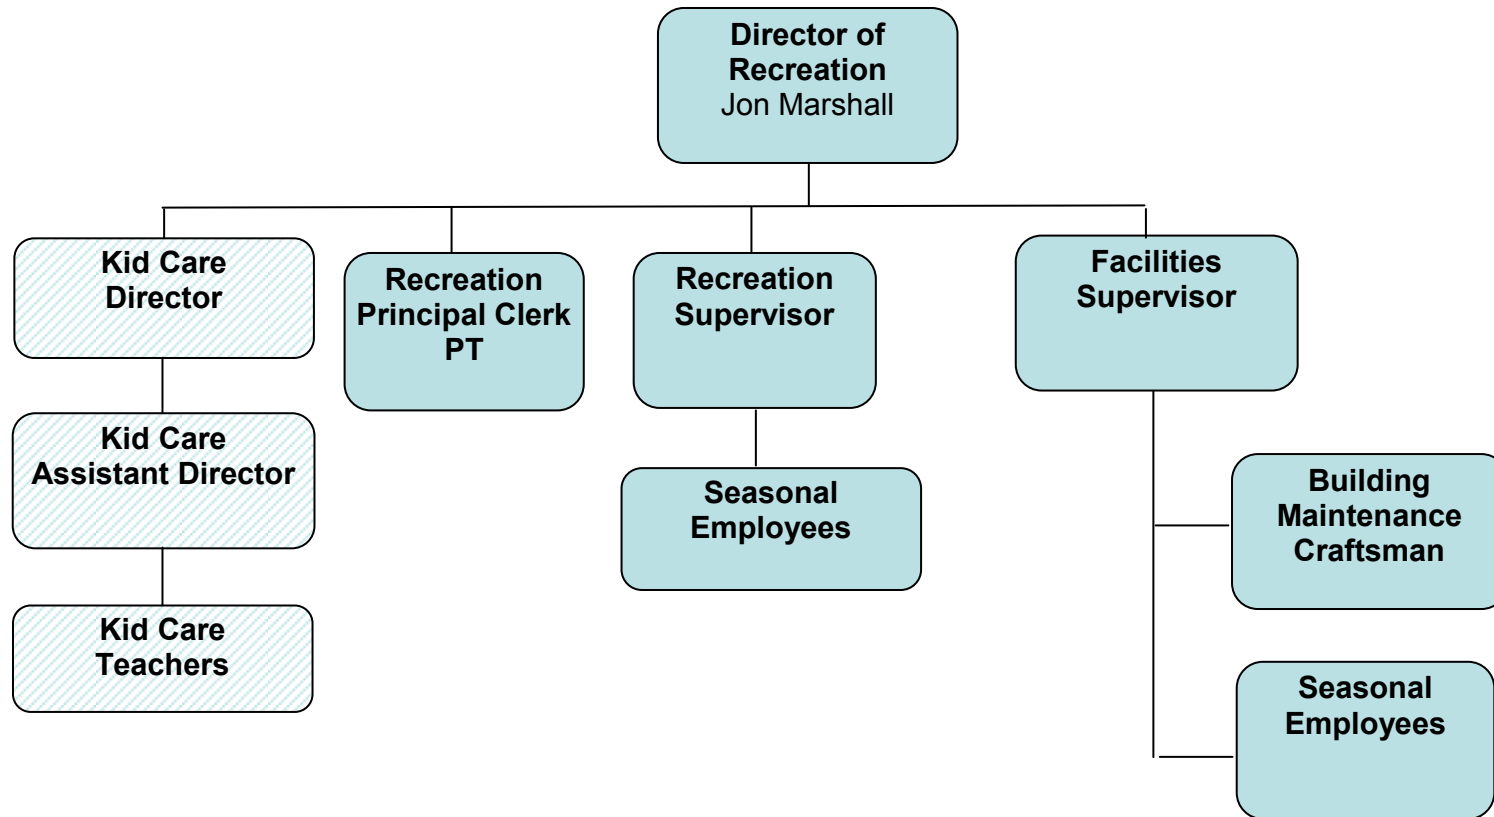 Director of
Recreation
Jon Marshall
Kid Care
Director
Recreation
Principal Clerk
PT
Recreation
Supervisor
Facilities
Supervisor
Kid Care
Assistant Director
Seasonal
Employees
Building
Maintenance
Craftsman
Kid Care
Teachers
Seasonal
Employees